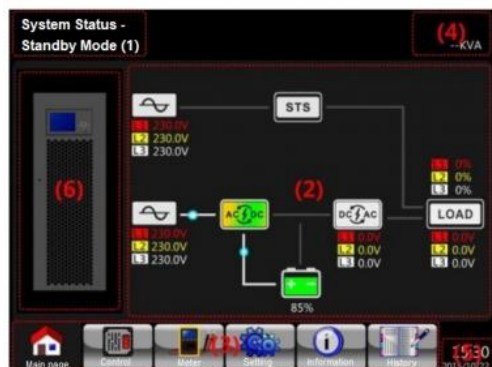 System Status -
Standby Mode (1)
(4)
--KVA
STS
L1 230.0V
L2 230.0V
L3 230.0V
(6)
(2)
L1 0%
L2 0%
L3 0%
AC DC
DC AC
LOAD
L1 230.0V
L2 230.0V
L3 230.0V
L1 0.0V
L2 0.0V
L3 0.0V
L1 0.0V
L2 0.0V
L3 0.0V
85%
Main page
Control
Meter
(3)
Setting
Information
History
(5)